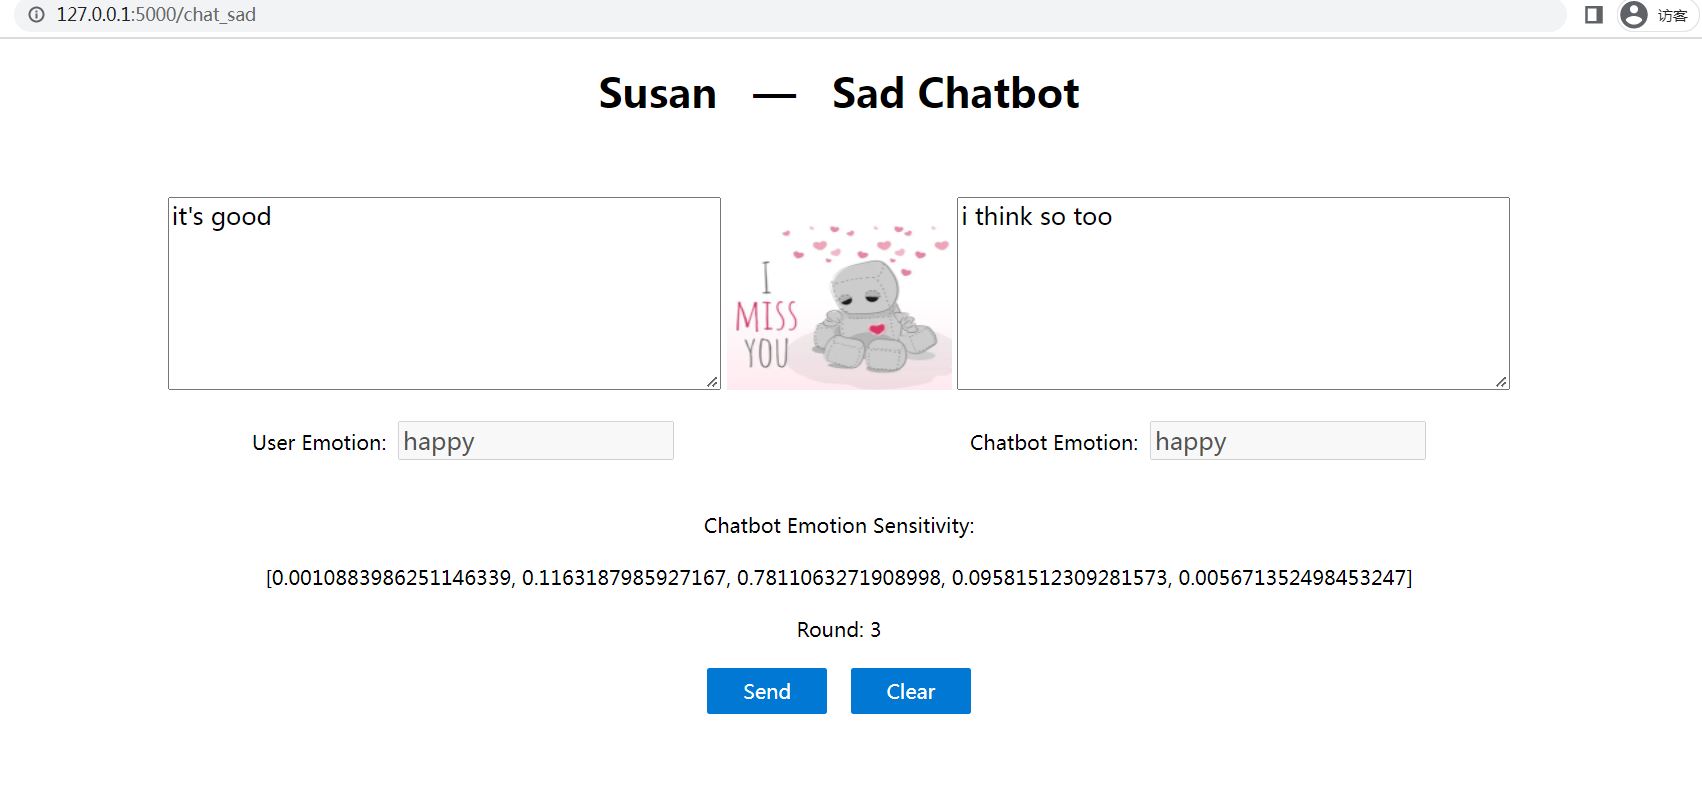 127.0.0.1:5000/chat_sad
访客
Susan — Sad Chatbot
it's good
I
MISS
YOU
i think so too
User Emotion: happy
Chatbot Emotion: happy
Chatbot Emotion Sensitivity:
[0.0010883986251146339, 0.1163187985927167, 0.7811063271908998, 0.09581512309281573, 0.005671352498453247]
Round: 3
Send
Clear